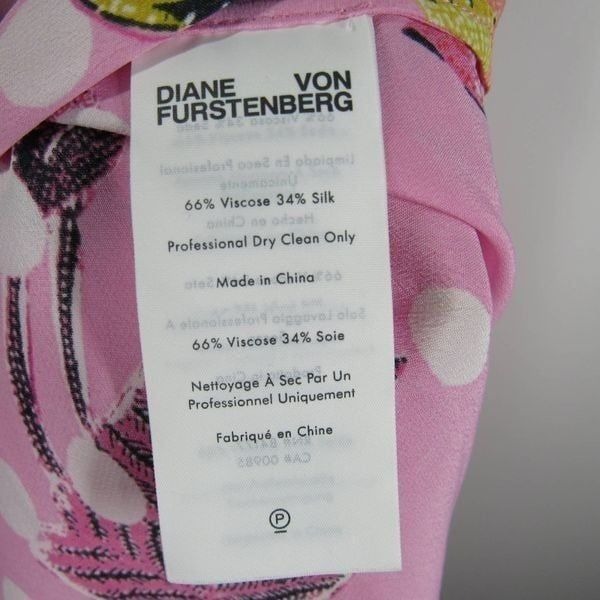 DIANE VON
FURSTENBERG
66% Viscose 34% Silk
Professional Dry Clean Only
Made in China
66% Viscose 34% Soie
Nettoyage À Sec Par Un
Professionnel Uniquement
Fabriqué en Chine
P